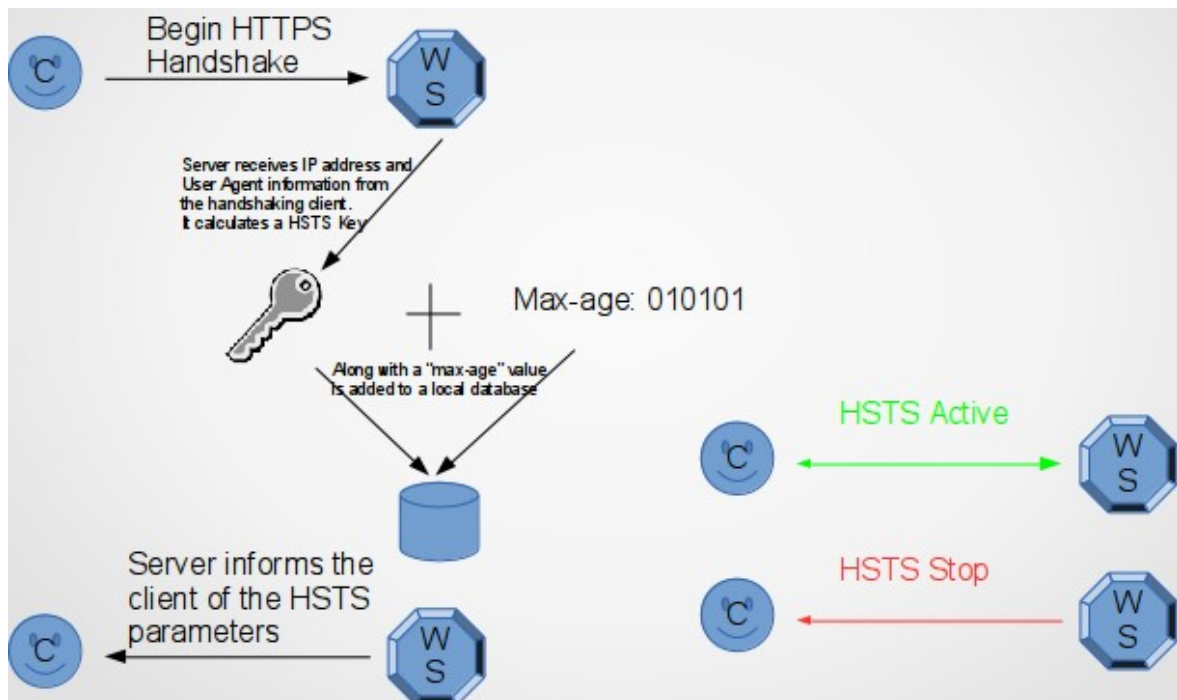 Begin HTTPS
Handshake
C
W
S
Server receives IP address and
User Agent information from
the handshaking client.
It calculates a HSTS Key
Max-age: 010101
Along with a "max-age" value
is added to a local database
HSTS Active
C
W
S
Server informs the
client of the HSTS
parameters
C
W
S
HSTS Stop
C
W
S